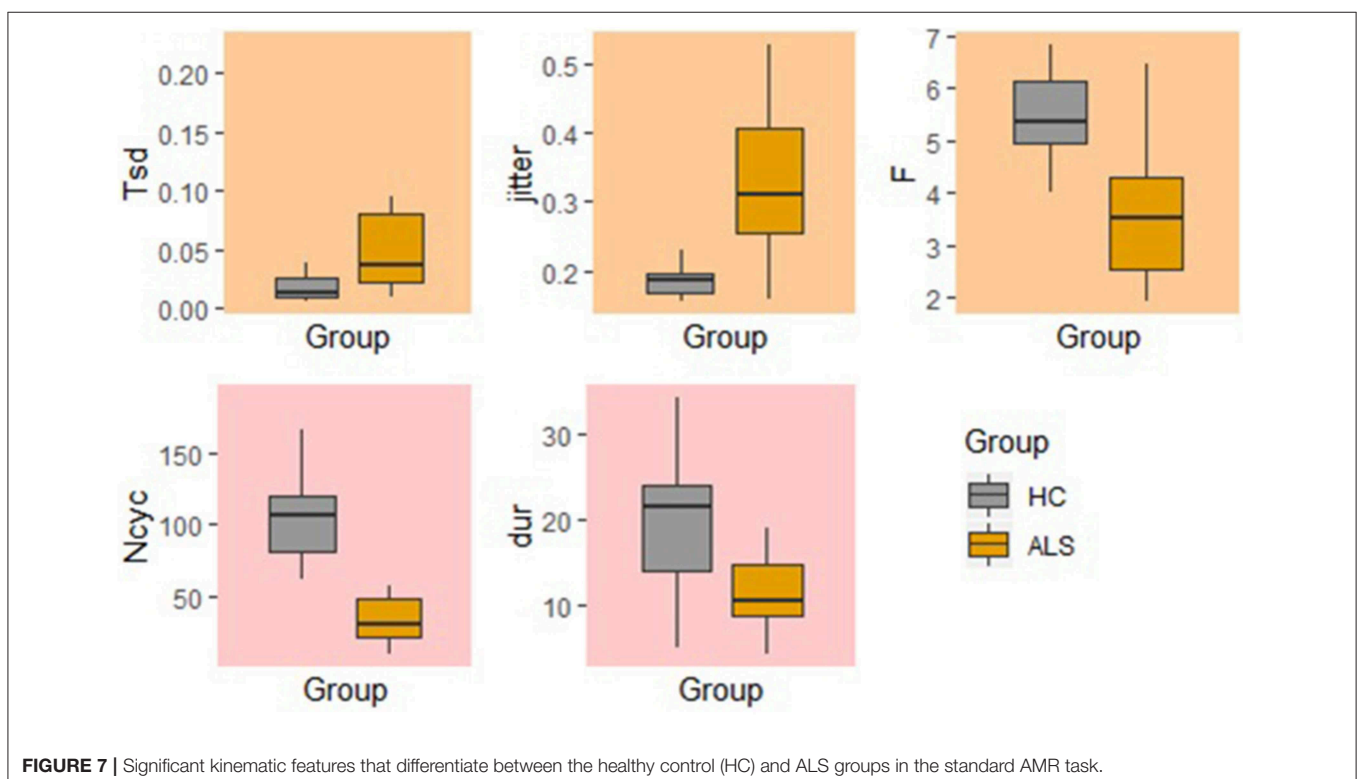 Tsd
0.20
0.15
0.10
0.05
0.00
Group
jitter
0.5
0.4
0.3
0.2
Group
F
7
6
5
4
3
2
Group
Ncyc
150
100
50
Group
dur
30
20
10
Group
Group
HC
ALS
FIGURE 7 | Significant kinematic features that differentiate between the healthy control (HC) and ALS groups in the standard AMR task.